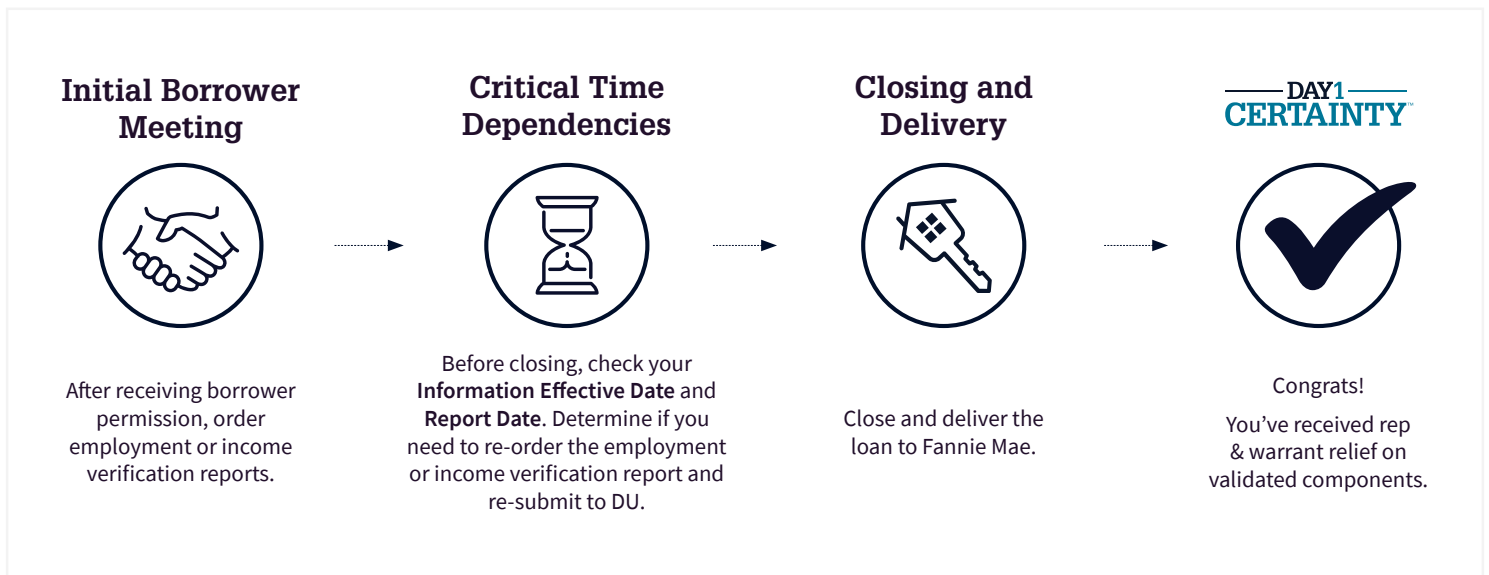 Initial Borrower
Meeting
After receiving borrower
permission, order
employment or income
verification reports.
Critical Time
Dependencies
Before closing, check your
Information Effective Date and
Report Date. Determine if you
need to re-order the employment
or income verification report and
re-submit to DU.
Closing and
Delivery
Close and deliver the
loan to Fannie Mae.
DAY1
CERTAINTY™
Congrats!
You’ve received rep
& warrant relief on
validated components.